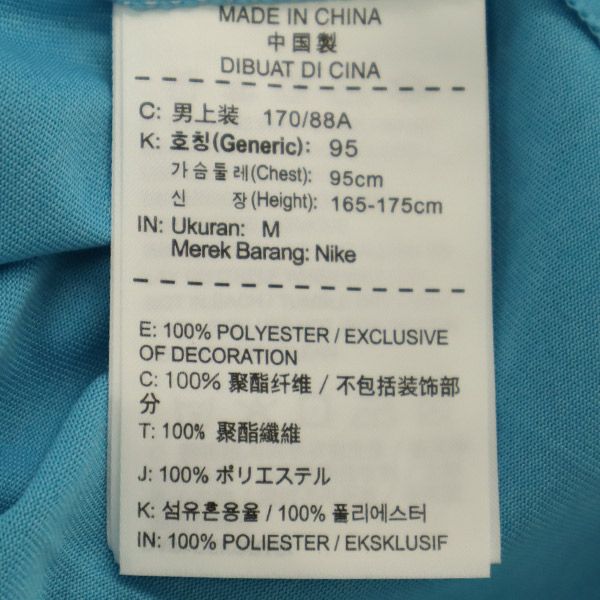 MADE IN CHINA
中国製
DIBUAT DI CINA
C: 男上装 170/88A
K: 호칭(Generic): 95
가슴둘레(Chest): 95cm
신 장(Height): 165-175cm
IN: Ukuran: M
Merek Barang: Nike
E: 100% POLYESTER / EXCLUSIVE
OF DECORATION
C: 100% 聚酯纤维 / 不包括装饰部
分
T: 100% 聚酯纖維
J: 100% ポリエステル
K: 섬유혼용율 / 100% 폴리에스터
IN: 100% POLIESTER / EKSKLUSIF